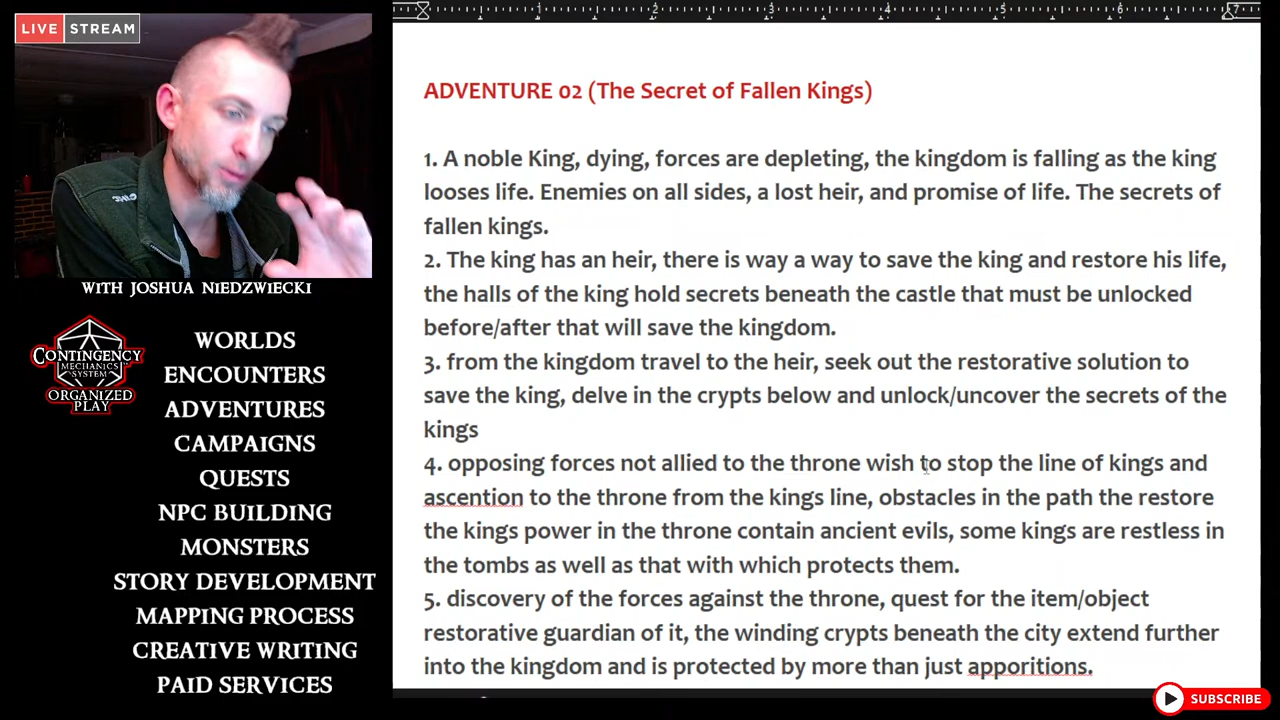 LIVE STREAM
WITH JOSHUA NIEDZWIECKI
CONTINGENCY
MECHANICS
SYSTEM
ORGANIZED
PLAY
WORLDS
ENCOUNTERS
ADVENTURES
CAMPAIGNS
QUESTS
NPC BUILDING
MONSTERS
STORY DEVELOPMENT
MAPPING PROCESS
CREATIVE WRITING
PAID SERVICES
1 2 3 4 5 6 7
ADVENTURE 02 (The Secret of Fallen Kings)
1. A noble King, dying, forces are depleting, the kingdom is falling as the king
looses life. Enemies on all sides, a lost heir, and promise of life. The secrets of
fallen kings.
2. The king has an heir, there is way a way to save the king and restore his life,
the halls of the king hold secrets beneath the castle that must be unlocked
before/after that will save the kingdom.
3. from the kingdom travel to the heir, seek out the restorative solution to
save the king, delve in the crypts below and unlock/uncover the secrets of the
kings
4. opposing forces not allied to the throne wish to stop the line of kings and
ascention to the throne from the kings line, obstacles in the path the restore
the kings power in the throne contain ancient evils, some kings are restless in
the tombs as well as that with which protects them.
5. discovery of the forces against the throne, quest for the item/object
restorative guardian of it, the winding crypts beneath the city extend further
into the kingdom and is protected by more than just apporitions.
SUBSCRIBE